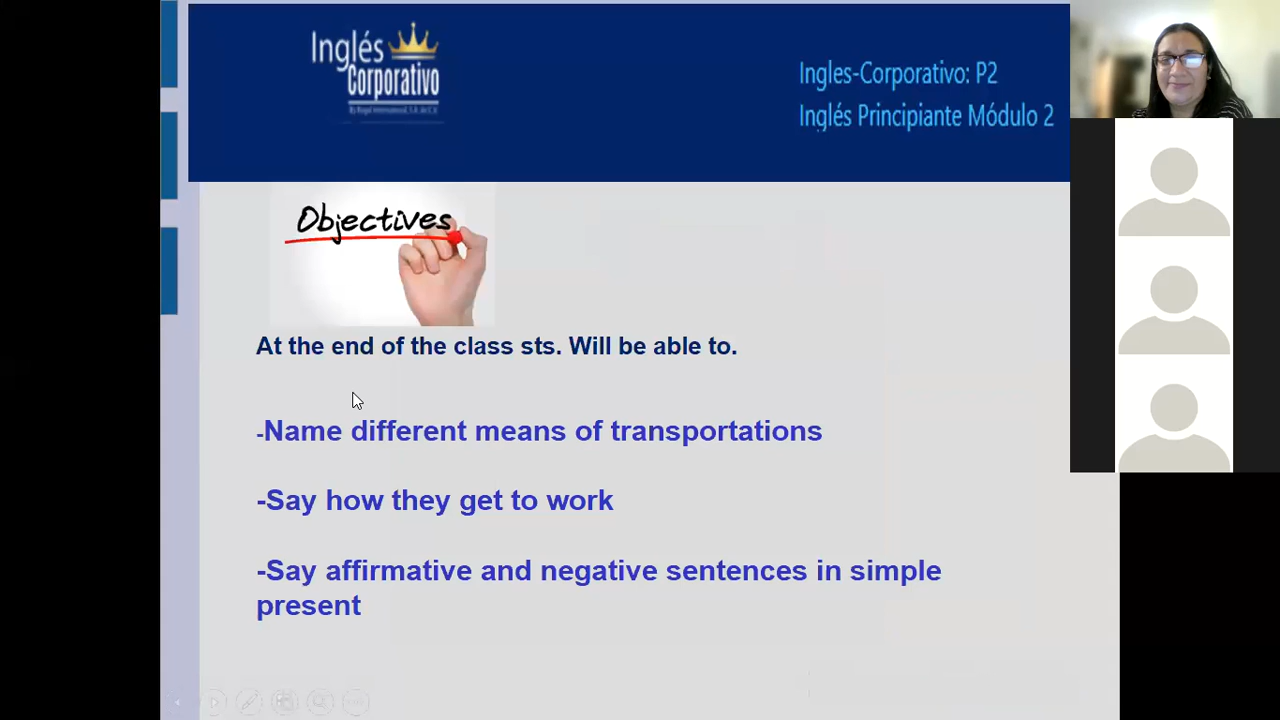 Inglés
Corporativo
Ingles-Corporativo: P2
Inglés Principiante Módulo 2
Objectives
At the end of the class sts. Will be able to.
-Name different means of transportations
-Say how they get to work
-Say affirmative and negative sentences in simple
present